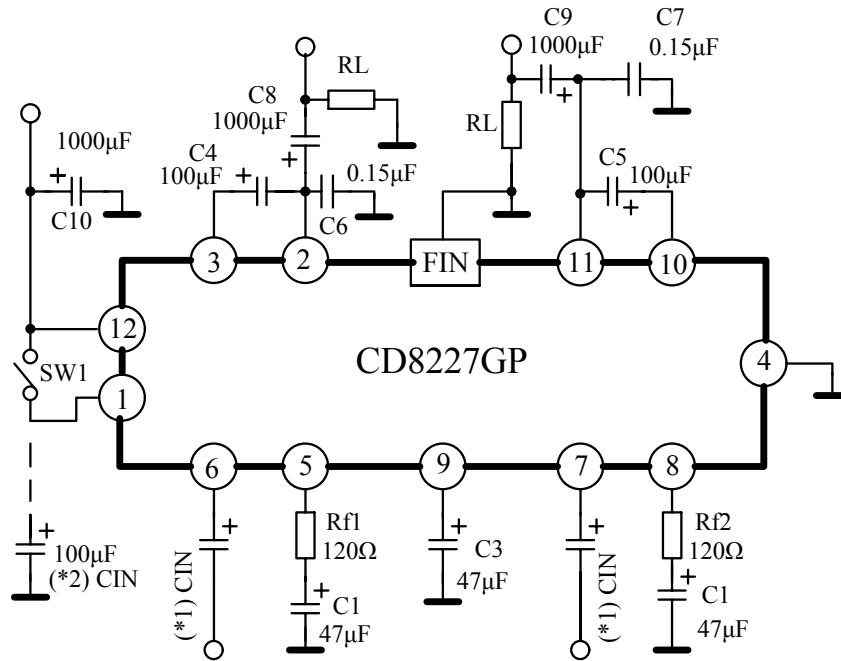 C9
1000μF
C7
0.15μF
RL
C8
1000μF
RL
1000μF
C10
C4
100μF
0.15μF
C6
C5
100μF
3
2
FIN
11
10
12
SW1
1
CD8227GP
4
6
5
9
7
8
100μF
(*2) CIN
(*1) CIN
Rf1
120Ω
C1
47μF
C3
47μF
(*1) CIN
Rf2
120Ω
C1
47μF